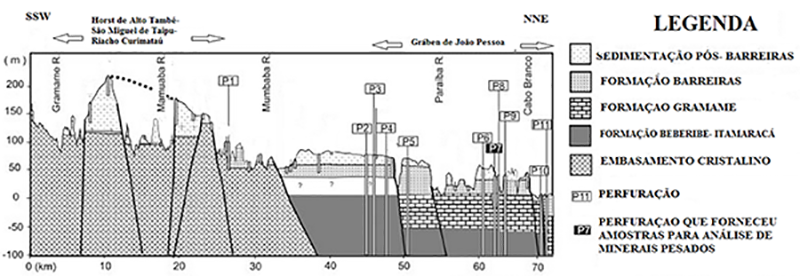 SSW
NNE
Horst de Alto Também-
São Miguel de Taipu-
Riacho Curimataú
Gráben de João Pessoa
(m)
200
150
100
50
0
-50
-100
Gramame R.
Mamuaba R.
Mumbaba R.
Paraíba R.
Cabo Branco
P1
P2
P3
P4
P5
P6
P7
P8
P9
P10
P11
?
?
?
0 (km)
10
20
30
40
50
60
70
LEGENDA
SEDIMENTAÇÃO PÓS- BARREIRAS
FORMAÇÃO BARREIRAS
FORMAÇAO GRAMAME
FORMAÇÃO BEBERIBE- ITAMARACÁ
EMBASAMENTO CRISTALINO
P11 PERFURAÇÃO
P7 PERFURAÇAO QUE FORNECEU
AMOSTRAS PARA ANÁLISE DE
MINERAIS PESADOS